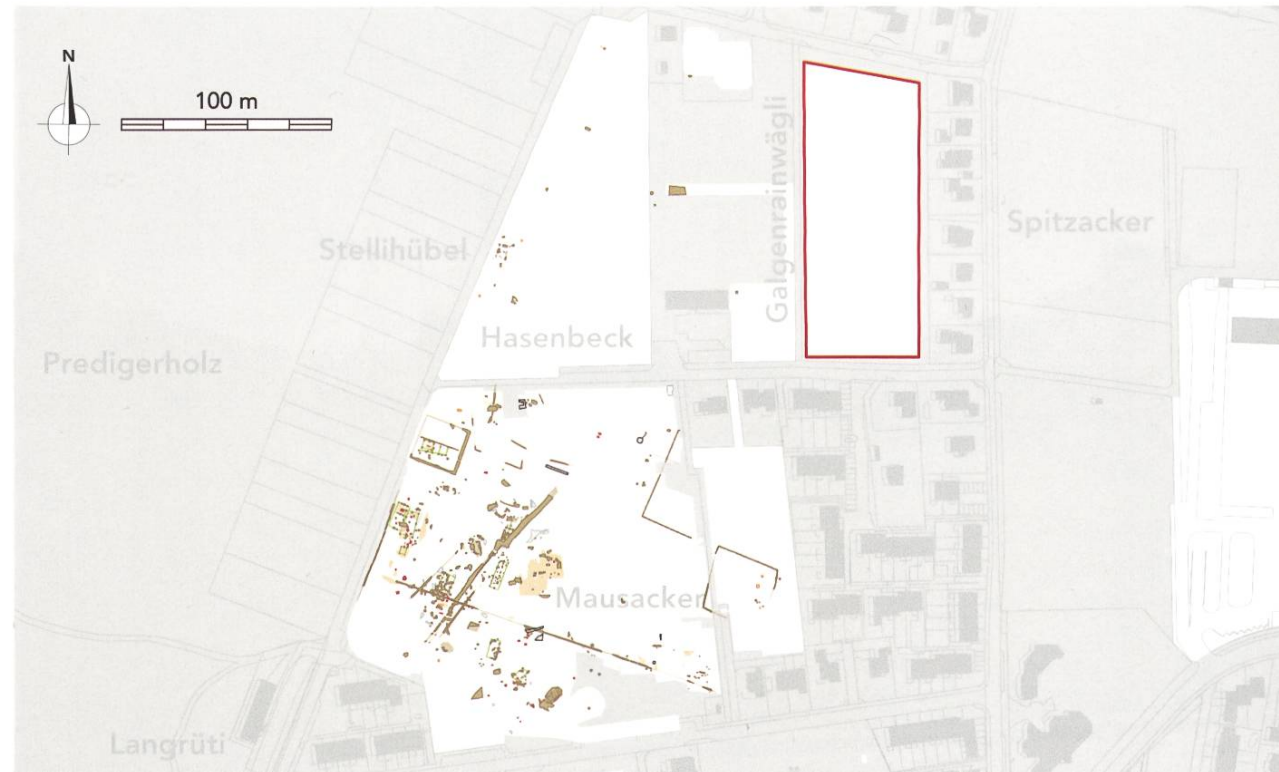 N
100 m
Galgenrainwägli
Spitzacker
Stellihübel
Hasenbeck
Predigerholz
Mausacker
Langrüti